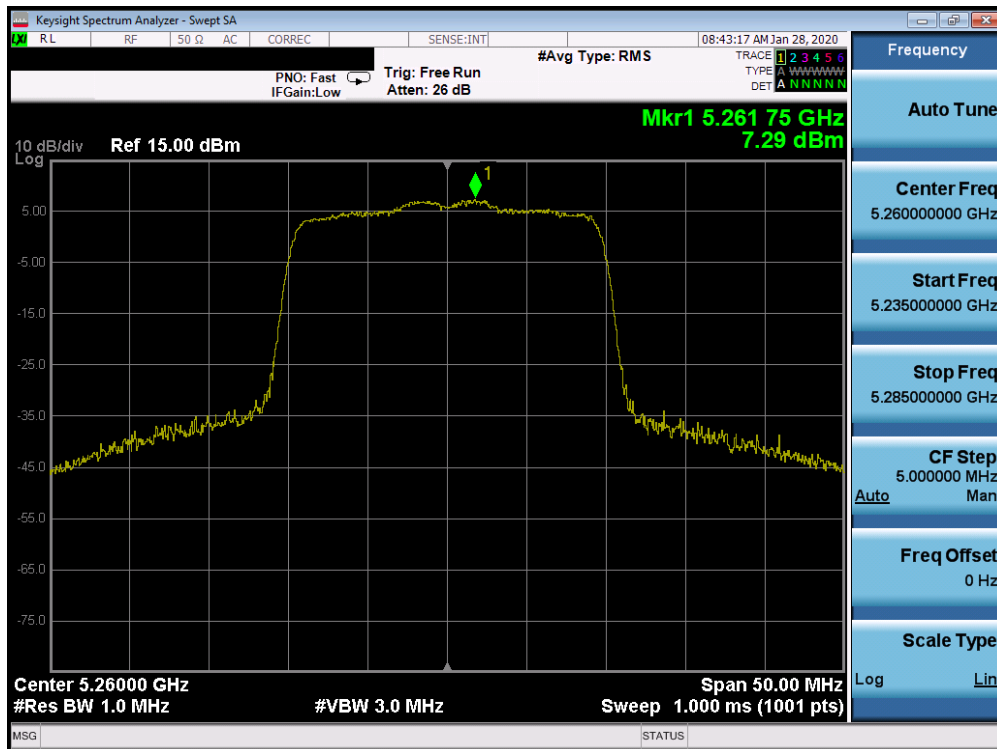 Keysight Spectrum Analyzer - Swept SA
LXI RL RF 50 Ω AC CORREC SENSE:INT 08:43:17 AM Jan 28, 2020
#Avg Type: RMS
TRACE 1 2 3 4 5 6
TYPE A WWWWW
DET A N N N N N
PNO: Fast
IFGain:Low
Trig: Free Run
Atten: 26 dB
Mkr1 5.261 75 GHz
7.29 dBm
10 dB/div Ref 15.00 dBm
Log
1
5.00
-5.00
-15.0
-25.0
-35.0
-45.0
-55.0
-65.0
-75.0
Center 5.26000 GHz Span 50.00 MHz
#Res BW 1.0 MHz #VBW 3.0 MHz Sweep 1.000 ms (1001 pts)
MSG STATUS
Frequency
Auto Tune
Center Freq
5.260000000 GHz
Start Freq
5.235000000 GHz
Stop Freq
5.285000000 GHz
CF Step
5.000000 MHz
Auto Man
Freq Offset
0 Hz
Scale Type
Log Lin